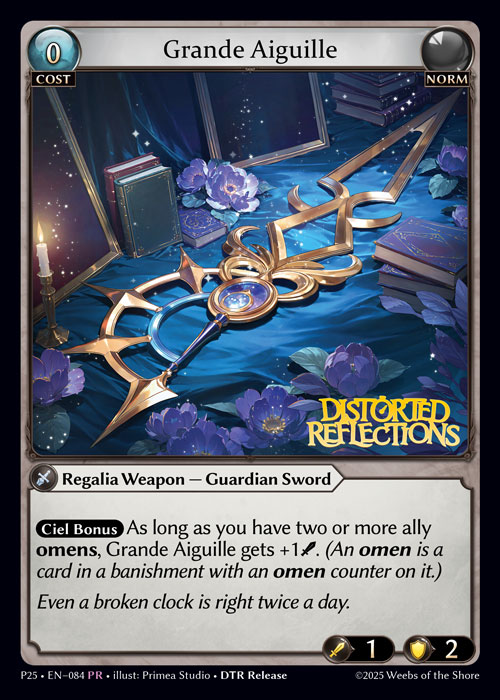 0
Grande Aiguille
COST
NORM
DISTORTED
REFLECTIONS
Regalia Weapon — Guardian Sword
Ciel Bonus As long as you have two or more ally
omens, Grande Aiguille gets +1. (An omen is a
card in a banishment with an omen counter on it.)
Even a broken clock is right twice a day.
1
2
P25 • EN–084 PR • illust: Primea Studio • DTR Release
©2025 Weebs of the Shore